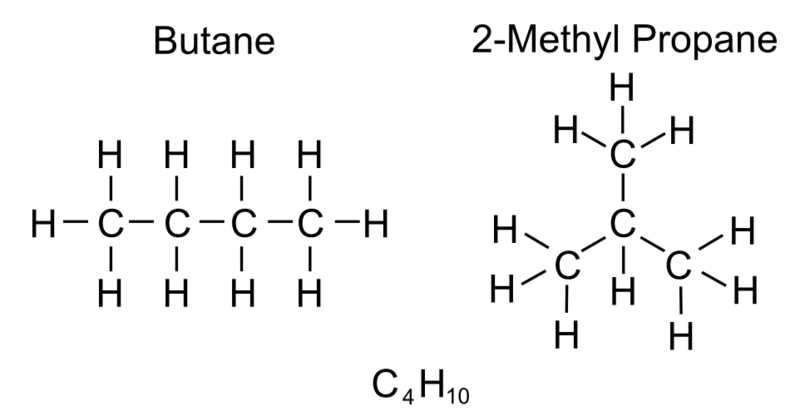 Butane
2-Methyl Propane
H H H H
H–C–C–C–C–H
H H H H
H
H H
C
C
H H
C C
H H H
H H
C₄H₁₀